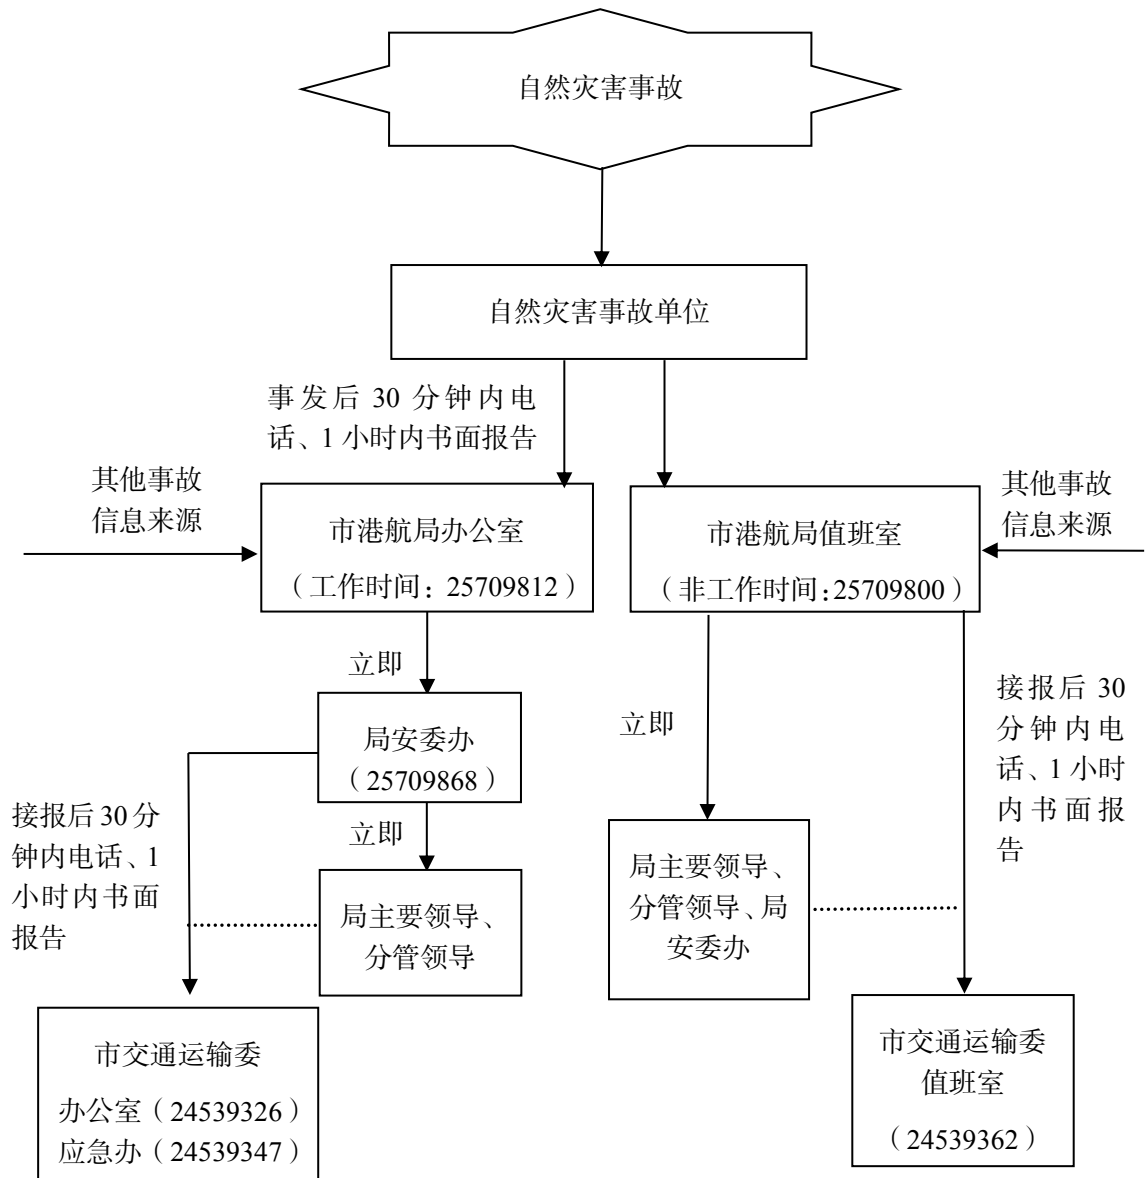 自然灾害事故
自然灾害事故单位
事发后 30 分钟内电
话、1 小时内书面报告
其他事故
信息来源
市港航局办公室
（工作时间：25709812）
市港航局值班室
（非工作时间：25709800）
其他事故
信息来源
立即
局安委办
（25709868）
立即
接报后 30
分钟内电
话、1 小时
内书面报
告
接报后 30 分
钟内电话、1
小时内书面
报告
立即
局主要领导、
分管领导
局主要领导、
分管领导、局
安委办
市交通运输委
办公室（24539326）
应急办（24539347）
市交通运输委
值班室
（24539362）